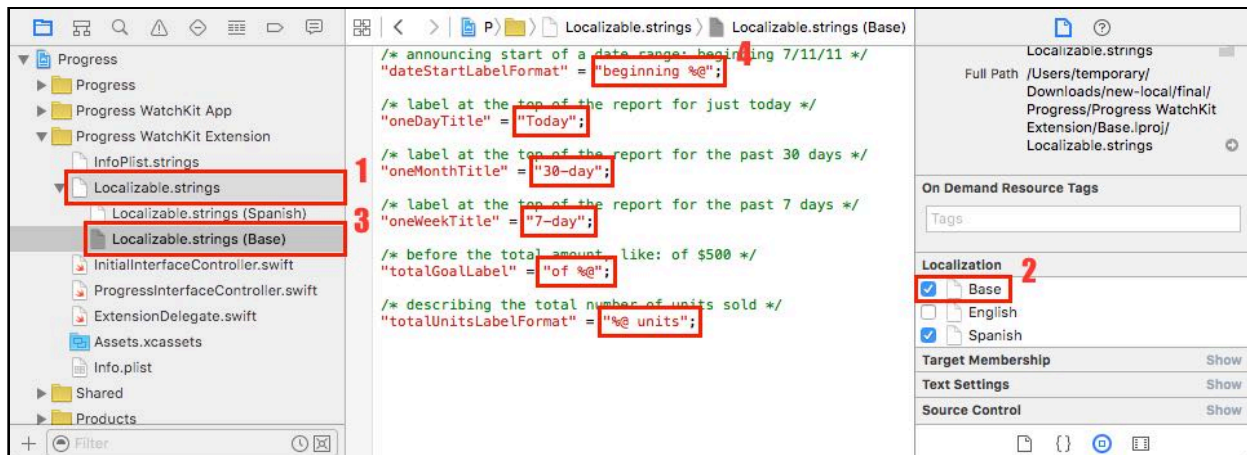 P
Localizable.strings
Localizable.strings (Base)
Progress
Progress
Progress WatchKit App
Progress WatchKit Extension
InfoPlist.strings
1
Localizable.strings
Localizable.strings (Spanish)
3
Localizable.strings (Base)
InitialInterfaceController.swift
ProgressInterfaceController.swift
ExtensionDelegate.swift
Assets.xcassets
Info.plist
Shared
Products
Filter
/* announcing start of a date range: beginning 7/11/11 */
4
"dateStartLabelFormat" = "beginning %@";
/* label at the top of the report for just today */
"oneDayTitle" = "Today";
/* label at the top of the report for the past 30 days */
"oneMonthTitle" = "30-day";
/* label at the top of the report for the past 7 days */
"oneWeekTitle" = "7-day";
/* before the total amount, like: of $500 */
"totalGoalLabel" = "of %@";
/* describing the total number of units sold */
"totalUnitsLabelFormat" = "%@ units";
Localizable.strings
Full Path /Users/temporary/
Downloads/new-local/final/
Progress/Progress WatchKit
Extension/Base.lproj/
Localizable.strings
On Demand Resource Tags
Tags
Localization
2
Base
English
Spanish
Target Membership Show
Text Settings Show
Source Control Show